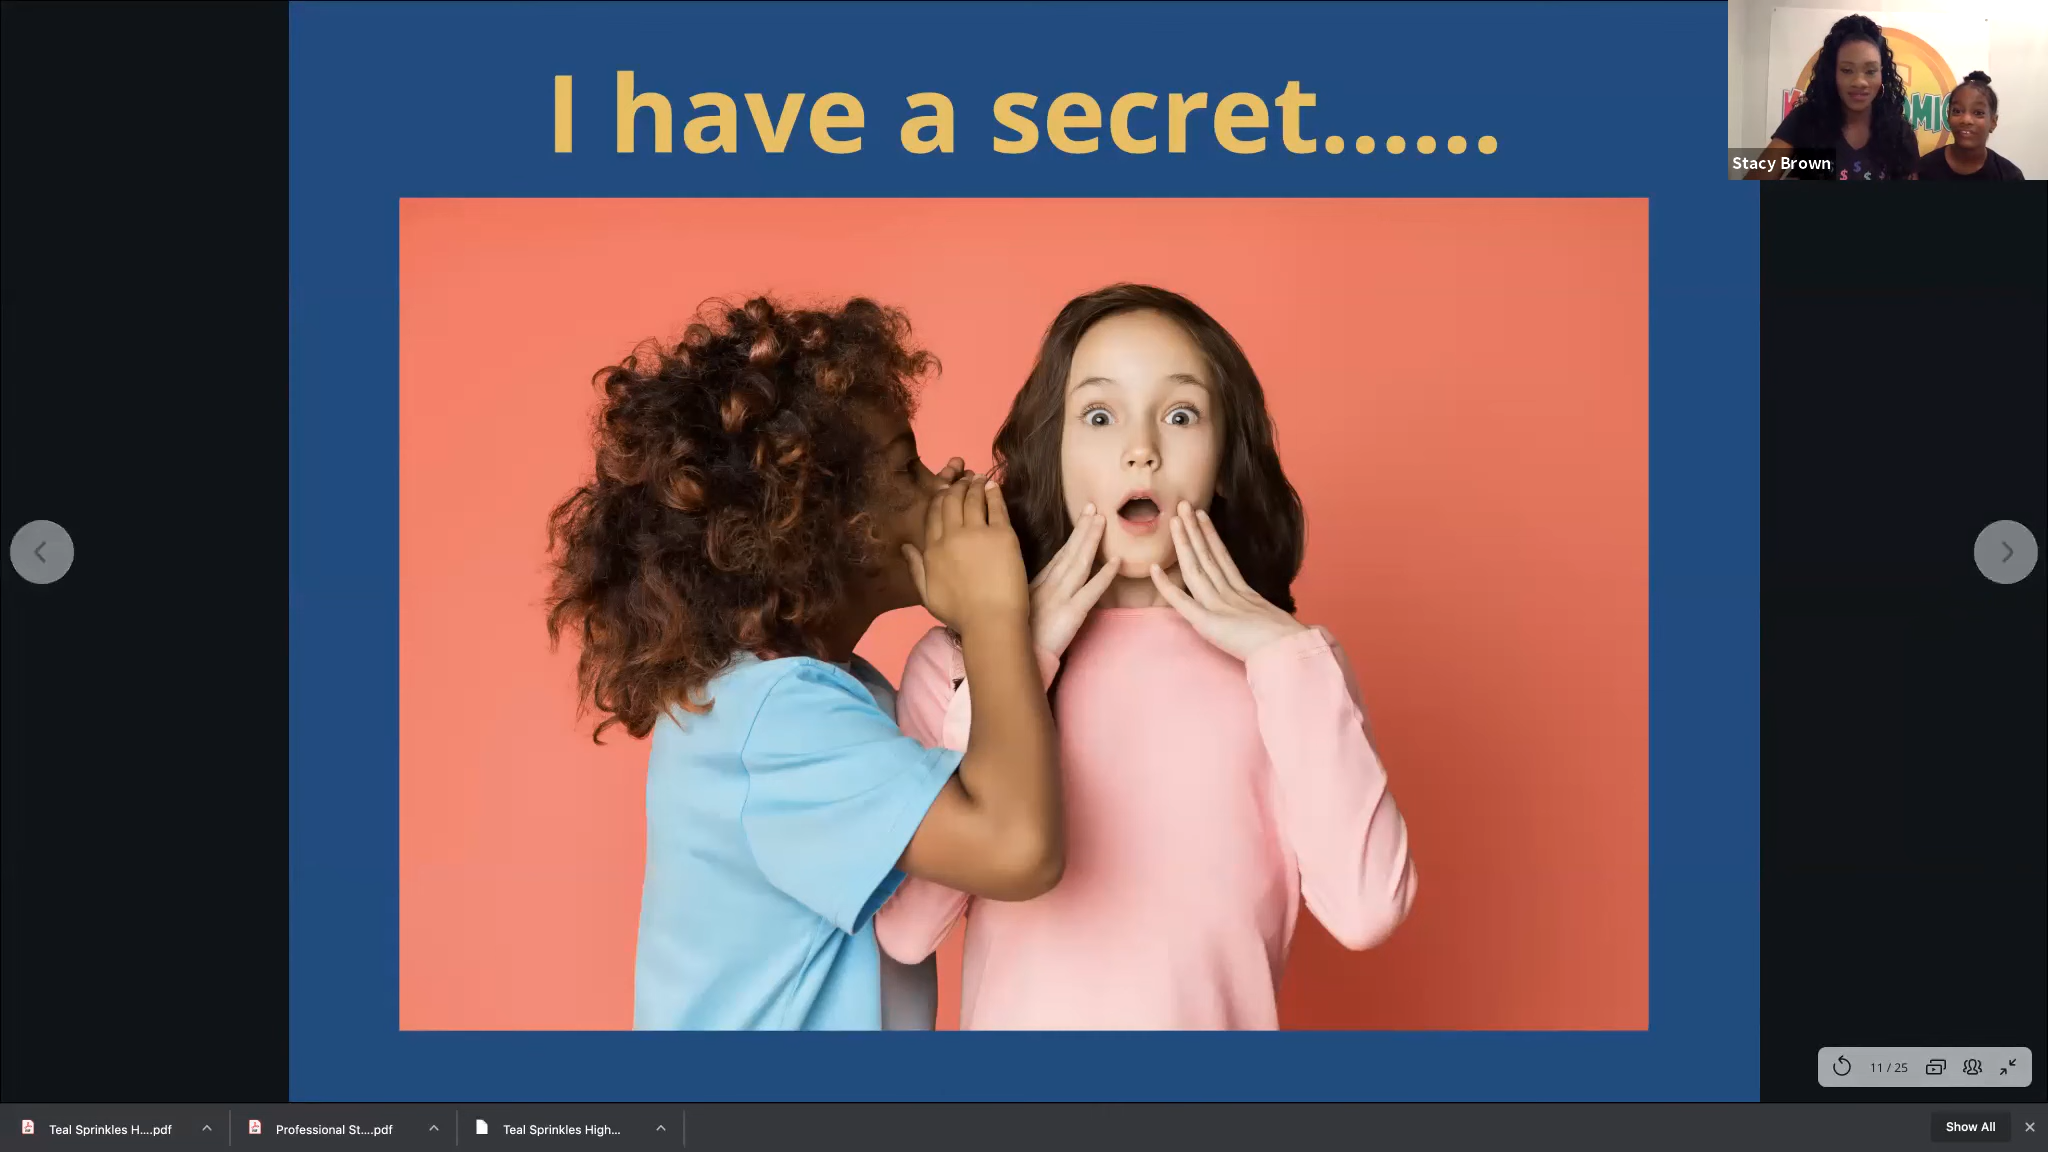 I have a secret......
Stacy Brown
$ $ $ $
11 / 25
Teal Sprinkles H....pdf
Professional St....pdf
Teal Sprinkles High...
Show All